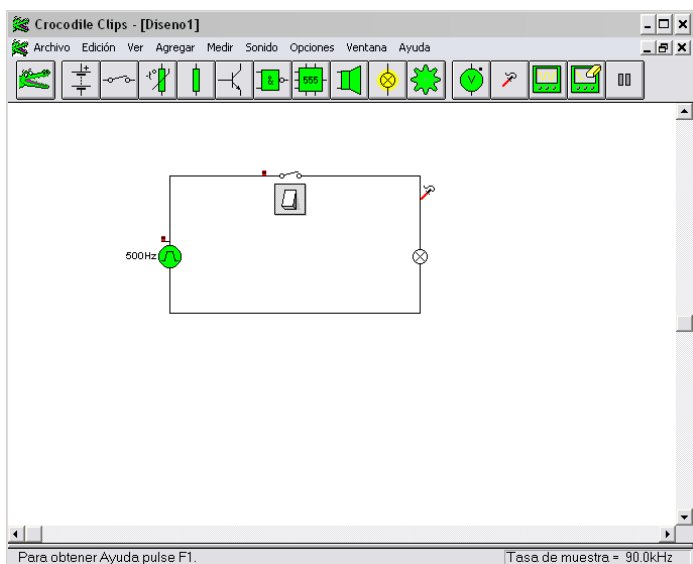 Crocodile Clips - [Diseno1]
Archivo Edición Ver Agregar Medir Sonido Opciones Ventana Ayuda
-t° & 555 V
500Hz
Para obtener Ayuda pulse F1. Tasa de muestra = 90.0kHz